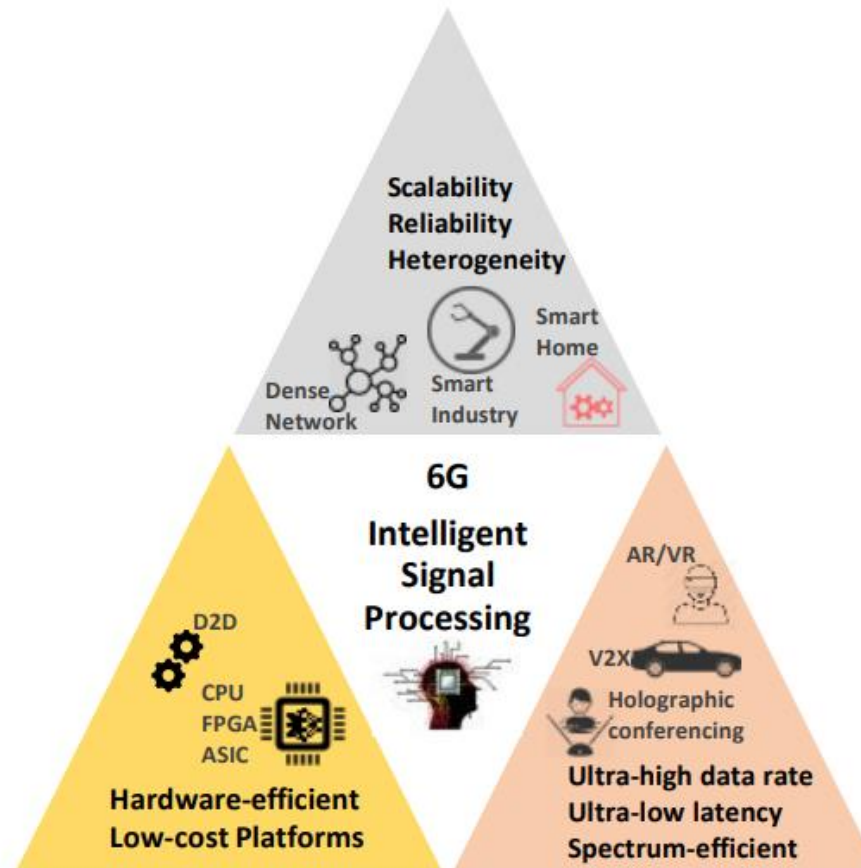 Scalability
Reliability
Heterogeneity
Smart
Home
Dense
Network
Smart
Industry
6G
Intelligent
Signal
Processing
D2D
CPU
FPGA
ASIC
Hardware-efficient
Low-cost Platforms
AR/VR
V2X
Holographic
conferencing
Ultra-high data rate
Ultra-low latency
Spectrum-efficient